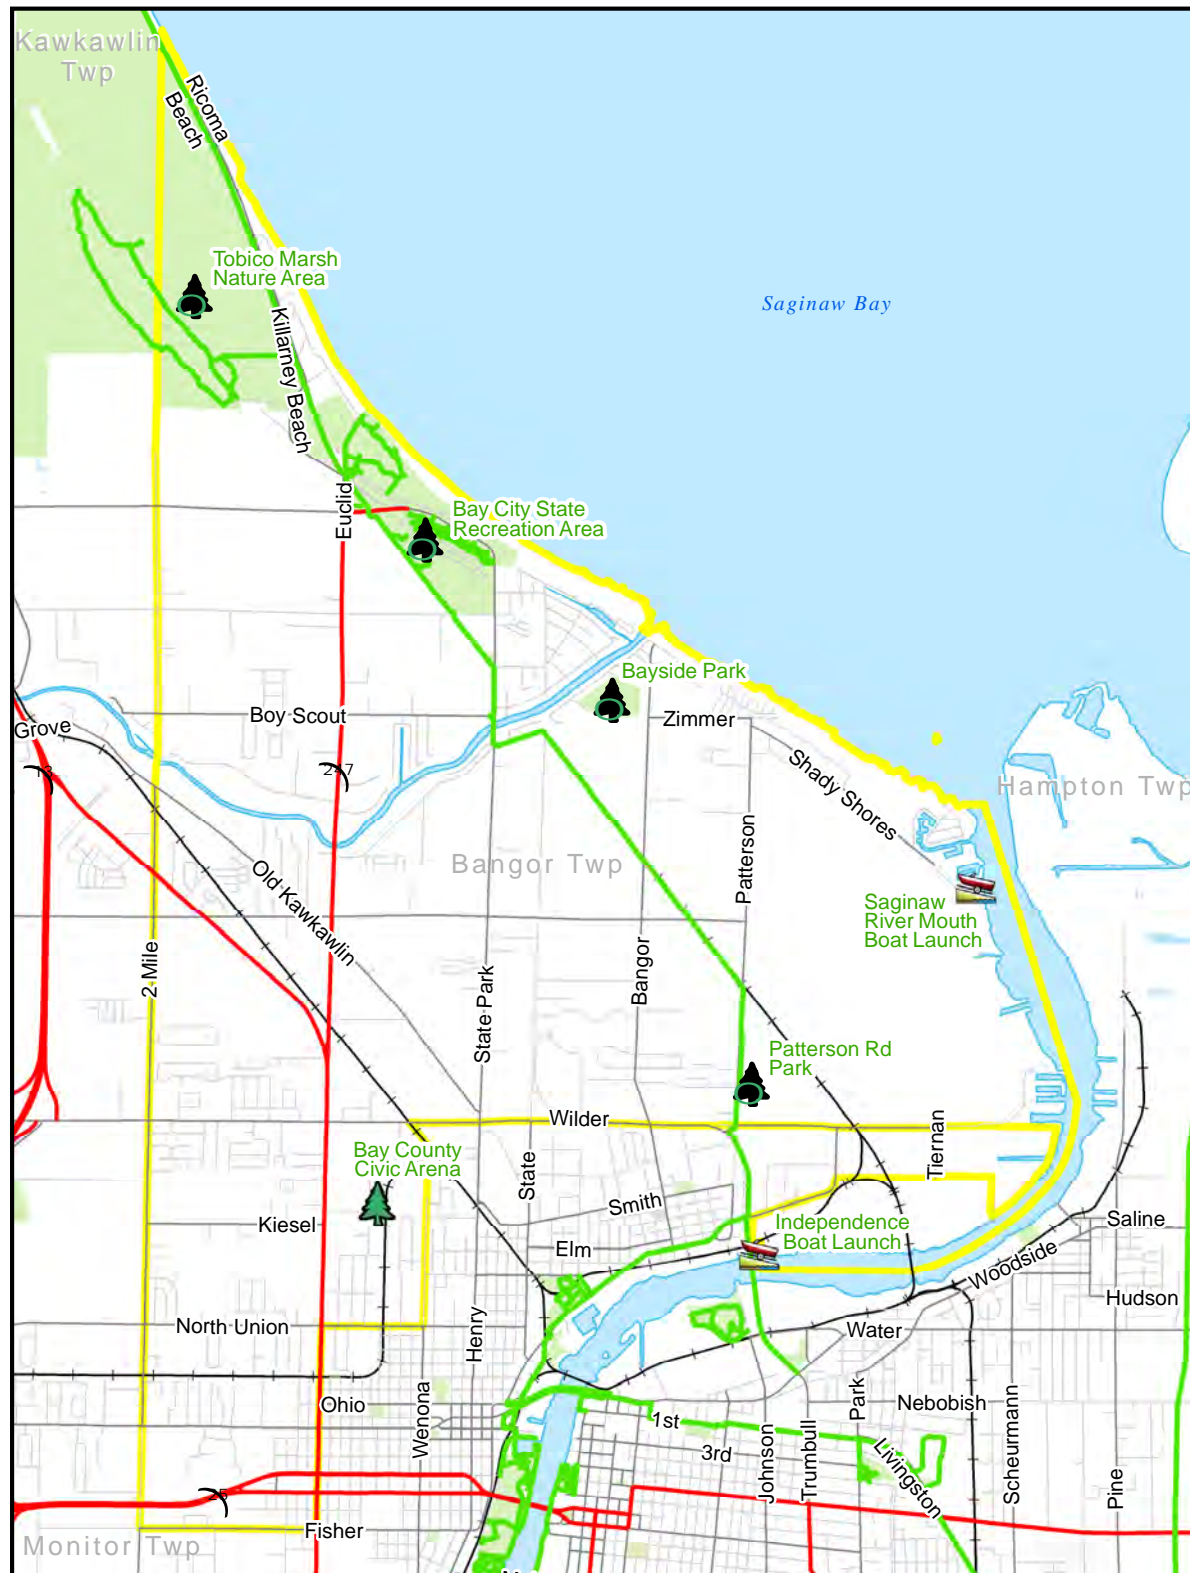 Kawkawlin
Twp
Ricoma
Beach
Tobico Marsh
Nature Area
Saginaw Bay
Killarney Beach
Euclid
Bay City State
Recreation Area
Bayside Park
Boy Scout
Zimmer
Grove
13
247
Shady Shores
Hampton Twp
Bangor Twp
Patterson
Old Kawkawlin
Saginaw
River Mouth
Boat Launch
2 Mile
Bangor
State Park
Patterson Rd
Park
Wilder
Tiernan
Bay County
Civic Arena
State
Smith
Kiesel
Elm
Independence
Boat Launch
Saline
Woodside
Hudson
North Union
Henry
Water
Ohio
Wenona
Park
Nebobish
1st
3rd
Johnson
Trumbull
Livingston
Scheurmann
Pine
25
Fisher
Monitor Twp